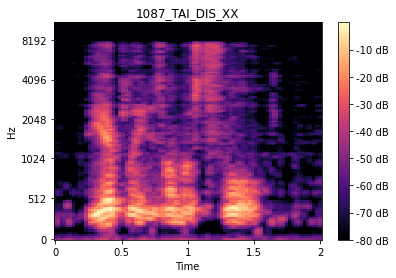 1087_TAI_DIS_XX
8192
4096
2048
1024
512
0
Hz
0
0.5
1
1.5
2
Time
-10 dB
-20 dB
-30 dB
-40 dB
-50 dB
-60 dB
-70 dB
-80 dB